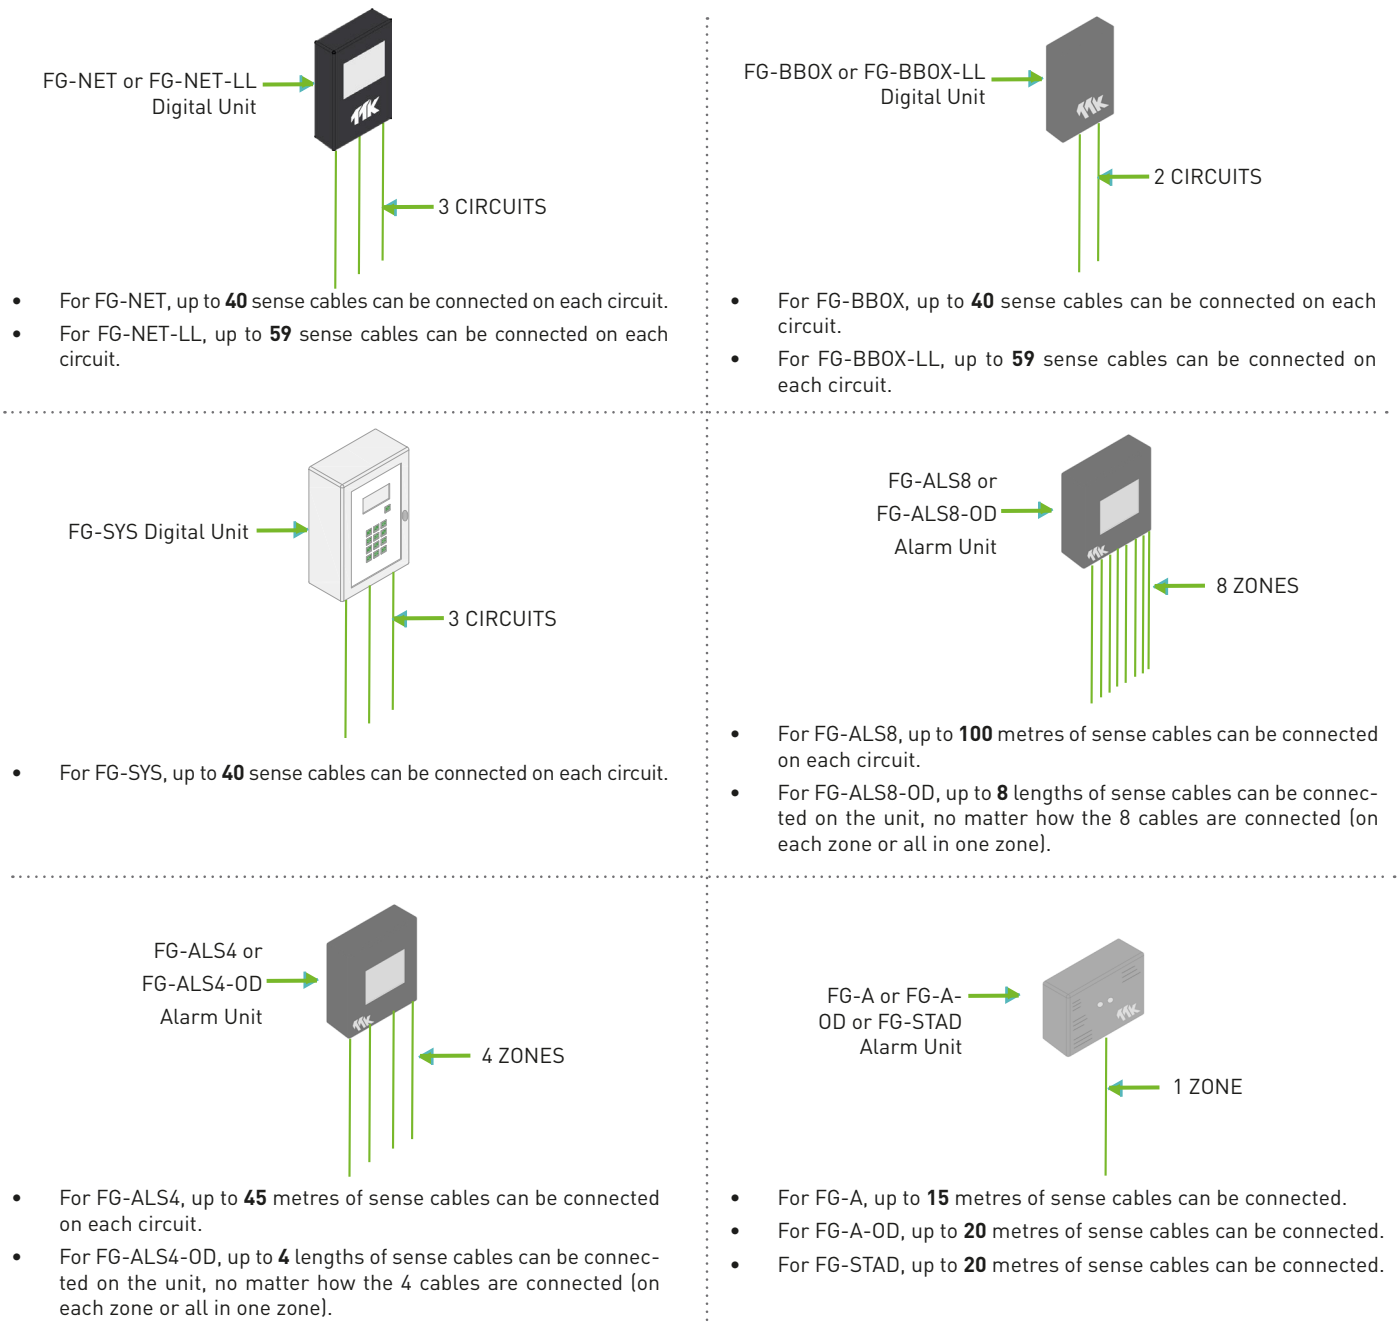 FG-NET or FG-NET-LL
Digital Unit
TTK
3 CIRCUITS
• For FG-NET, up to 40 sense cables can be connected on each circuit.
• For FG-NET-LL, up to 59 sense cables can be connected on each
circuit.
FG-BBOX or FG-BBOX-LL
Digital Unit
TTK
2 CIRCUITS
• For FG-BBOX, up to 40 sense cables can be connected on each
circuit.
• For FG-BBOX-LL, up to 59 sense cables can be connected on
each circuit.
FG-SYS Digital Unit
3 CIRCUITS
• For FG-SYS, up to 40 sense cables can be connected on each circuit.
FG-ALS8 or
FG-ALS8-OD
Alarm Unit
TTK
8 ZONES
• For FG-ALS8, up to 100 metres of sense cables can be connected
on each circuit.
• For FG-ALS8-OD, up to 8 lengths of sense cables can be connec-
ted on the unit, no matter how the 8 cables are connected (on
each zone or all in one zone).
FG-ALS4 or
FG-ALS4-OD
Alarm Unit
TTK
4 ZONES
• For FG-ALS4, up to 45 metres of sense cables can be connected
on each circuit.
• For FG-ALS4-OD, up to 4 lengths of sense cables can be connec-
ted on the unit, no matter how the 4 cables are connected (on
each zone or all in one zone).
FG-A or FG-A-
OD or FG-STAD
Alarm Unit
TTK
1 ZONE
• For FG-A, up to 15 metres of sense cables can be connected.
• For FG-A-OD, up to 20 metres of sense cables can be connected.
• For FG-STAD, up to 20 metres of sense cables can be connected.